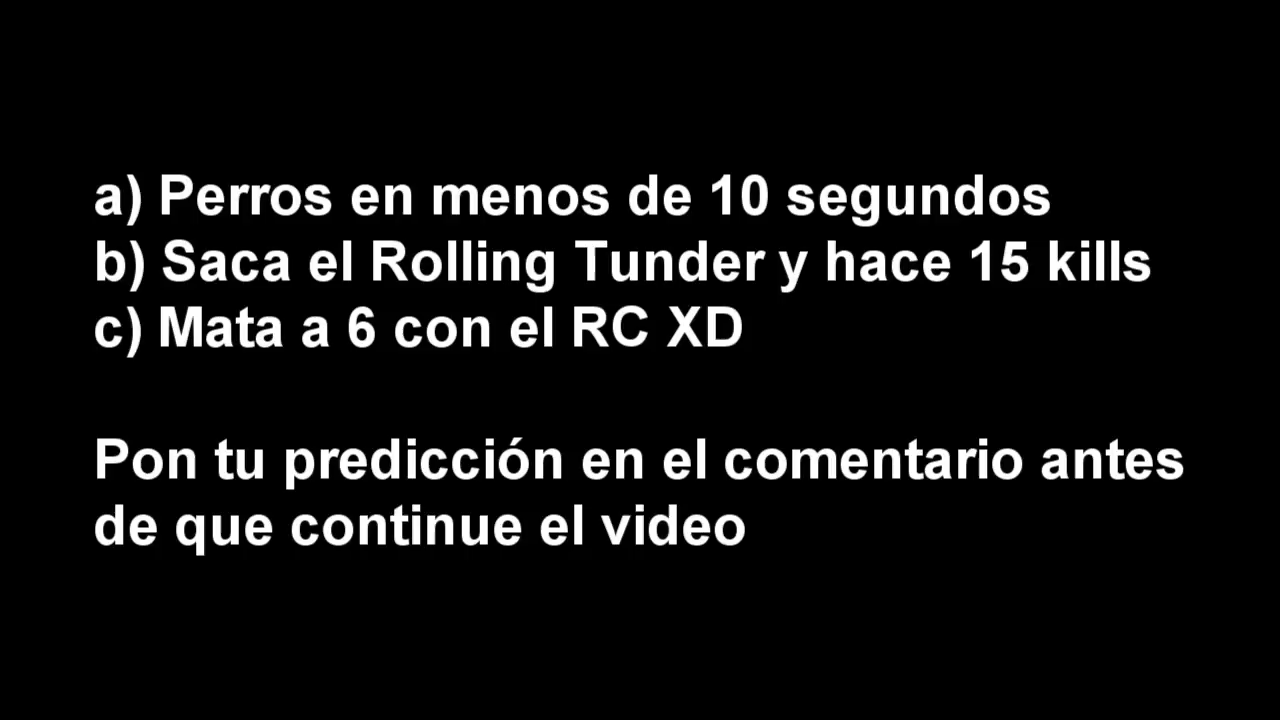 a) Perros en menos de 10 segundos
b) Saca el Rolling Tunder y hace 15 kills
c) Mata a 6 con el RC XD
Pon tu predicción en el comentario antes
de que continue el video